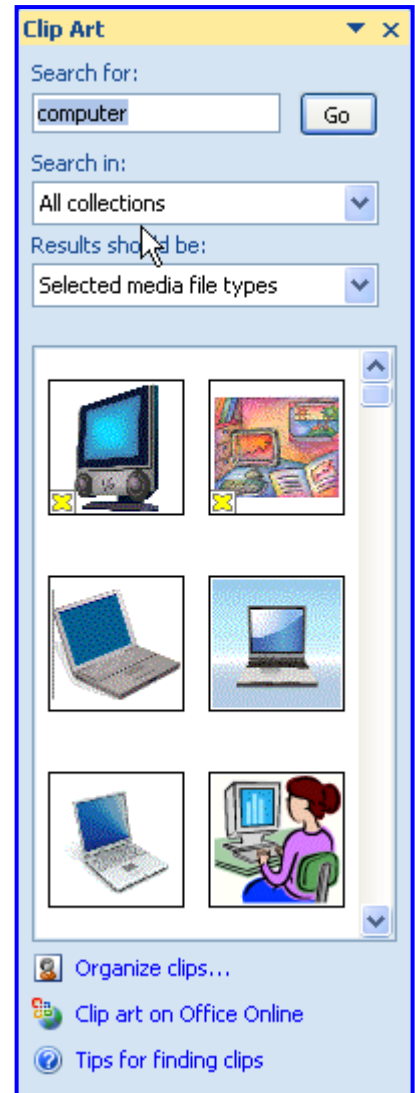 Clip Art
Search for:
computer
Go
Search in:
All collections
Results should be:
Selected media file types
Organize clips...
Clip art on Office Online
Tips for finding clips